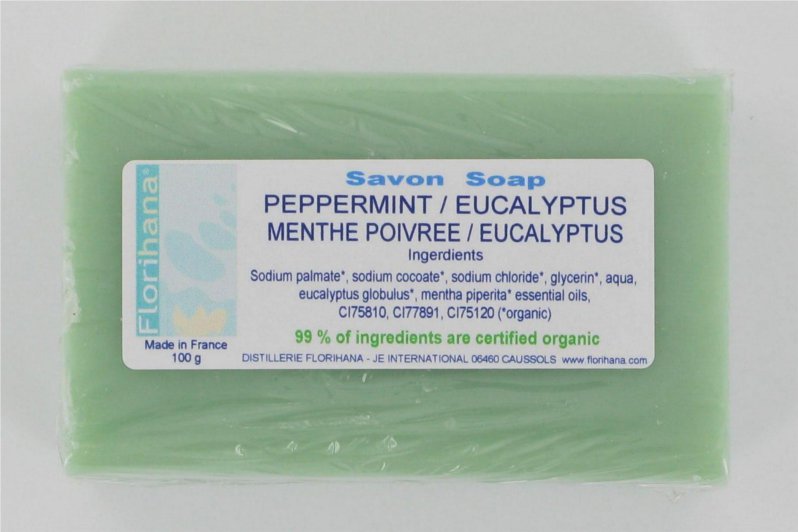 Florihana®
Made in France
100 g
Savon Soap
PEPPERMINT / EUCALYPTUS
MENTHE POIVREE / EUCALYPTUS
Ingerdients
Sodium palmate*, sodium cocoate*, sodium chloride*, glycerin*, aqua,
eucalyptus globulus*, mentha piperita* essential oils,
CI75810, CI77891, CI75120 (*organic)
99 % of ingredients are certified organic
DISTILLERIE FLORIHANA - JE INTERNATIONAL 06460 CAUSSOLS www.florihana.com